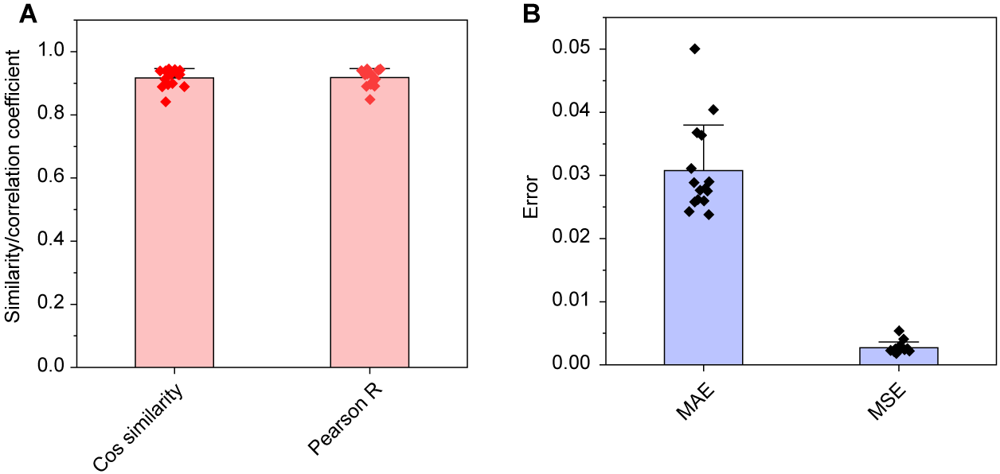 A
Similarity/correlation coefficient
1.0
0.8
0.6
0.4
0.2
0.0
Cos similarity
Pearson R
B
Error
0.05
0.04
0.03
0.02
0.01
0.00
MAE
MSE